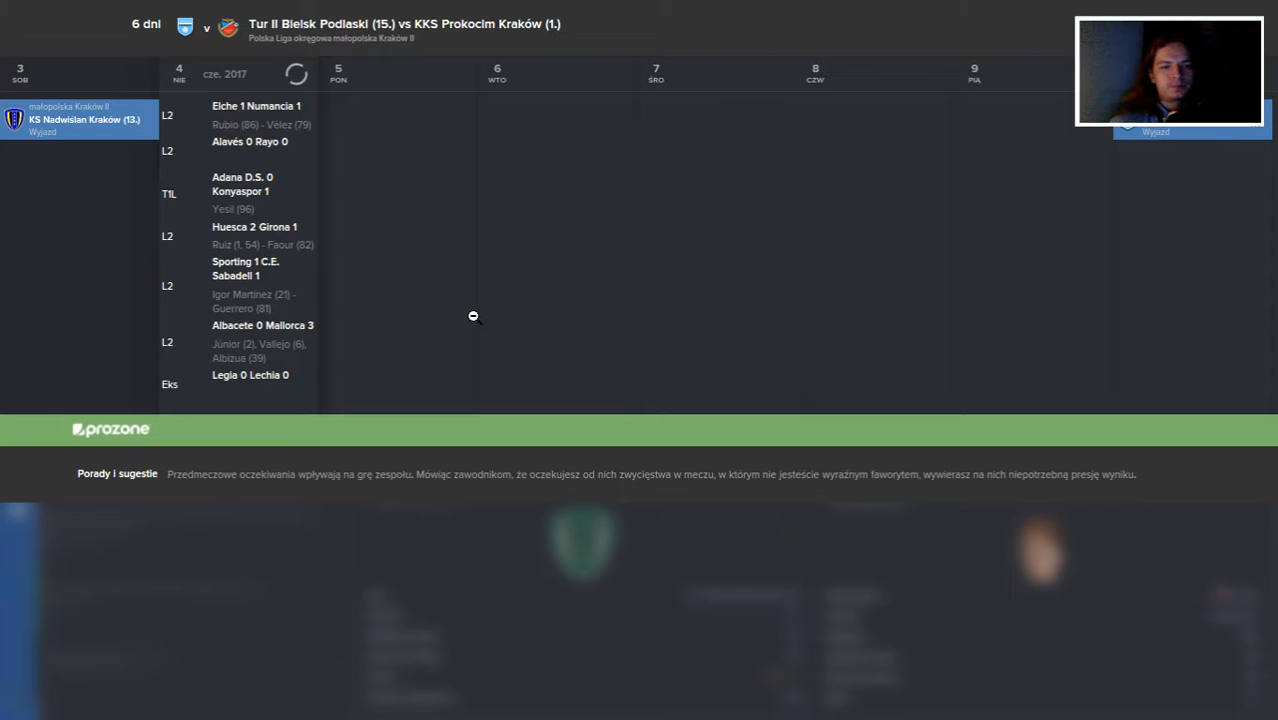 6 dni
v
Tur II Bielsk Podlaski (15.) vs KKS Prokocim Kraków (1.)
Polska Liga okręgowa małopolska Kraków II
3
SOB
4
NIE
cze. 2017
5
PON
6
WTO
7
ŚRO
8
CZW
9
PIĄ
małopolska Kraków II
KS Nadwiślan Kraków (13.)
Wyjazd
L2
Elche 1 Numancia 1
Rubio (86) - Vélez (79)
L2
Alavés 0 Rayo 0
T1L
Adana D.S. 0
Konyaspor 1
Yesil (96)
L2
Huesca 2 Girona 1
Ruiz (1, 54) - Faour (82)
L2
Sporting 1 C.E.
Sabadell 1
Igor Martínez (21) -
Guerrero (81)
L2
Albacete 0 Mallorca 3
Júnior (2), Vallejo (6),
Albizua (39)
Eks
Legia 0 Lechia 0
Wyjazd
prozone
Porady i sugestie
Przedmeczowe oczekiwania wpływają na grę zespołu. Mówiąc zawodnikom, że oczekujesz od nich zwycięstwa w meczu, w którym nie jesteście wyraźnym faworytem, wywierasz na nich niepotrzebną presję wyniku.